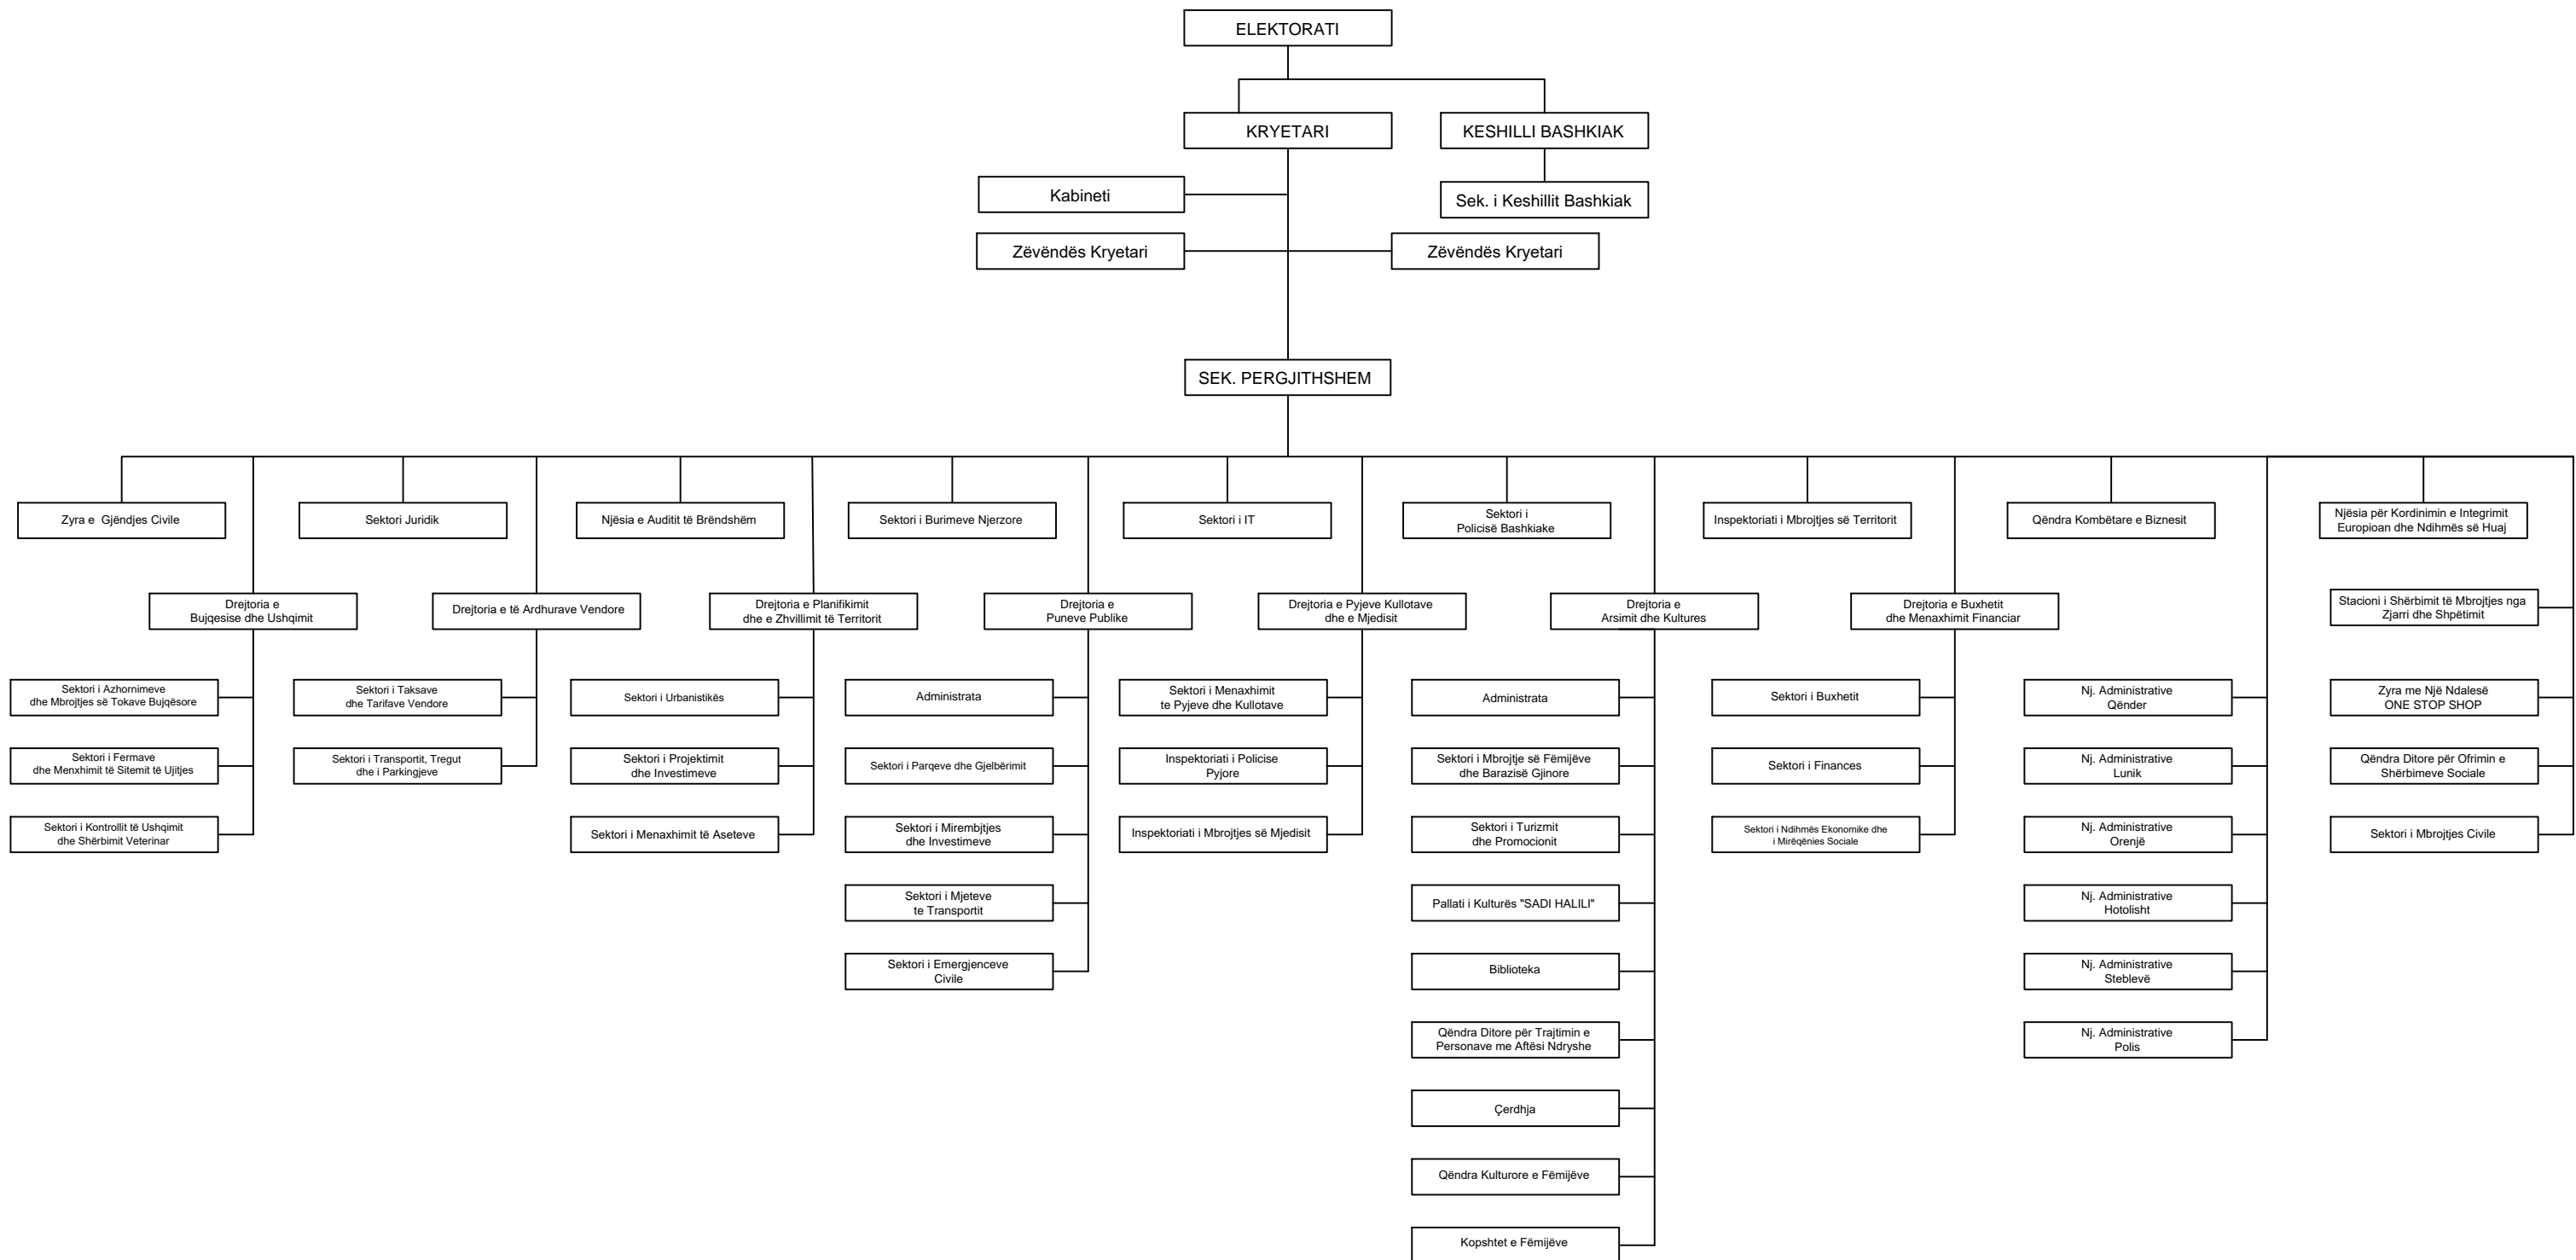 ELEKTORATI
KRYETARI
KESHILLI BASHKIAK
Kabineti
Sek. i Keshillit Bashkiak
Zëvëndës Kryetari
Zëvëndës Kryetari
SEK. PERGJITHSHEM
Zyra e Gjëndjes Civile
Sektori Juridik
Njësia e Auditit të Brëndshëm
Sektori i Burimeve Njerzore
Sektori i IT
Sektori i
Policisë Bashkiake
Inspektoriati i Mbrojtjes së Territorit
Qëndra Kombëtare e Biznesit
Njësia për Kordinimin e Integrimit
Europioan dhe Ndihmës së Huaj
Drejtoria e
Bujqesise dhe Ushqimit
Drejtoria e të Ardhurave Vendore
Drejtoria e Planifikimit
dhe e Zhvillimit të Territorit
Drejtoria e
Puneve Publike
Drejtoria e Pyjeve Kullotave
dhe e Mjedisit
Drejtoria e
Arsimit dhe Kultures
Drejtoria e Buxhetit
dhe Menaxhimit Financiar
Stacioni i Shërbimit të Mbrojtjes nga
Zjarri dhe Shpëtimit
Sektori i Azhornimeve
dhe Mbrojtjes së Tokave Bujqësore
Sektori i Taksave
dhe Tarifave Vendore
Sektori i Urbanistikës
Administrata
Sektori i Menaxhimit
te Pyjeve dhe Kullotave
Administrata
Sektori i Buxhetit
Nj. Administrative
Qënder
Zyra me Një Ndalesë
ONE STOP SHOP
Sektori i Fermave
dhe Menxhimit të Sitemit të Ujitjes
Sektori i Transportit, Tregut
dhe i Parkingjeve
Sektori i Projektimit
dhe Investimeve
Sektori i Parqeve dhe Gjelbërimit
Inspektoriati i Policise
Pyjore
Sektori i Mbrojtje së Fëmijëve
dhe Barazisë Gjinore
Sektori i Finances
Nj. Administrative
Lunik
Qëndra Ditore për Ofrimin e
Shërbimeve Sociale
Sektori i Kontrollit të Ushqimit
dhe Shërbimit Veterinar
Sektori i Menaxhimit të Aseteve
Sektori i Mirembjtjes
dhe Investimeve
Inspektoriati i Mbrojtjes së Mjedisit
Sektori i Turizmit
dhe Promocionit
Sektori i Ndihmës Ekonomike dhe
i Mirëqënies Sociale
Nj. Administrative
Orenjë
Sektori i Mbrojtjes Civile
Sektori i Mjeteve
te Transportit
Pallati i Kulturës "SADI HALILI"
Nj. Administrative
Hotolisht
Sektori i Emergjenceve
Civile
Biblioteka
Nj. Administrative
Steblevë
Qëndra Ditore për Trajtimin e
Personave me Aftësi Ndryshe
Nj. Administrative
Polis
Çerdhja
Qëndra Kulturore e Fëmijëve
Kopshtet e Fëmijëve